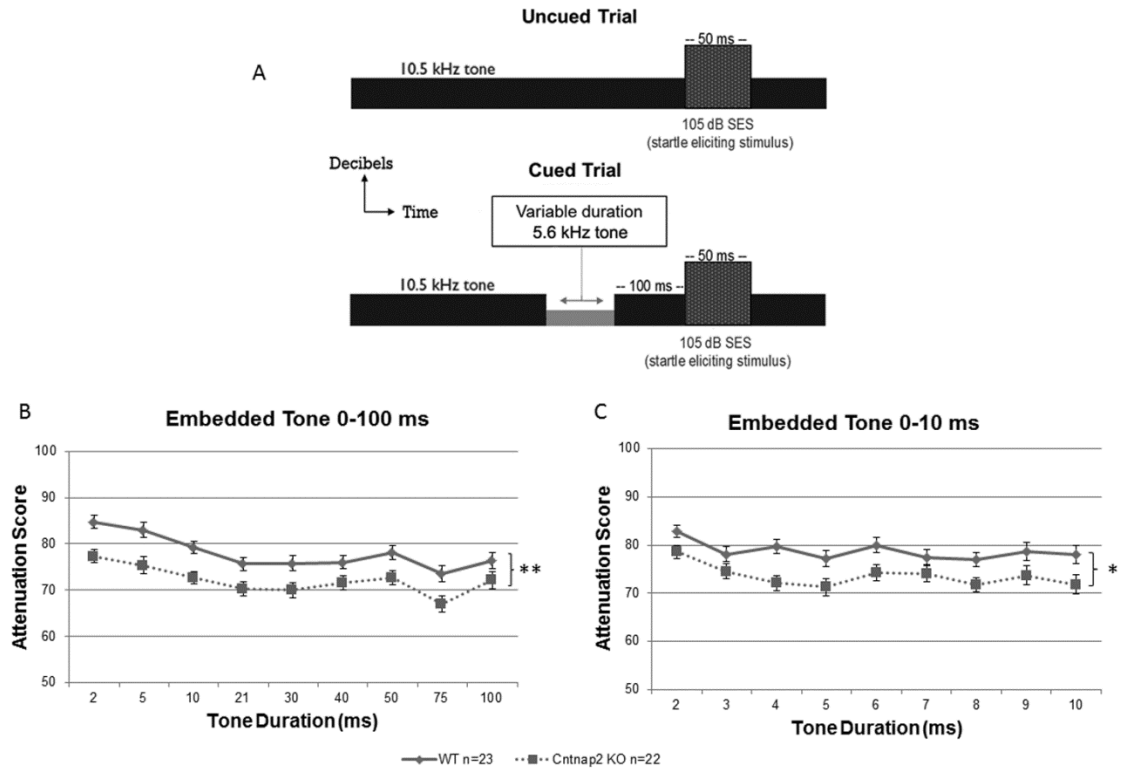 Uncued Trial
A
-- 50 ms --
10.5 kHz tone
105 dB SES
(startle eliciting stimulus)
Decibels
Time
Cued Trial
Variable duration
5.6 kHz tone
-- 50 ms --
10.5 kHz tone
-- 100 ms --
105 dB SES
(startle eliciting stimulus)
B
Embedded Tone 0-100 ms
Attenuation Score
100
90
80
70
60
50
**
2 5 10 21 30 40 50 75 100
Tone Duration (ms)
C
Embedded Tone 0-10 ms
Attenuation Score
100
90
80
70
60
50
*
2 3 4 5 6 7 8 9 10
Tone Duration (ms)
WT n=23 Cntnap2 KO n=22